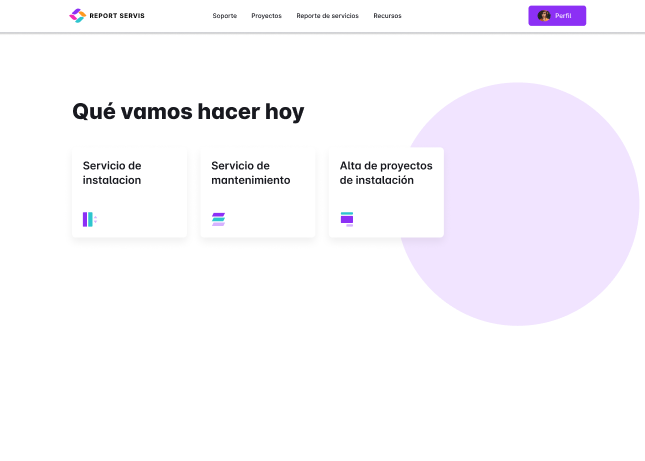 REPORT SERVIS
Soporte
Proyectos
Reporte de servicios
Recursos
Perfil
Qué vamos hacer hoy
Servicio de
instalacion
Servicio de
mantenimiento
Alta de proyectos
de instalación